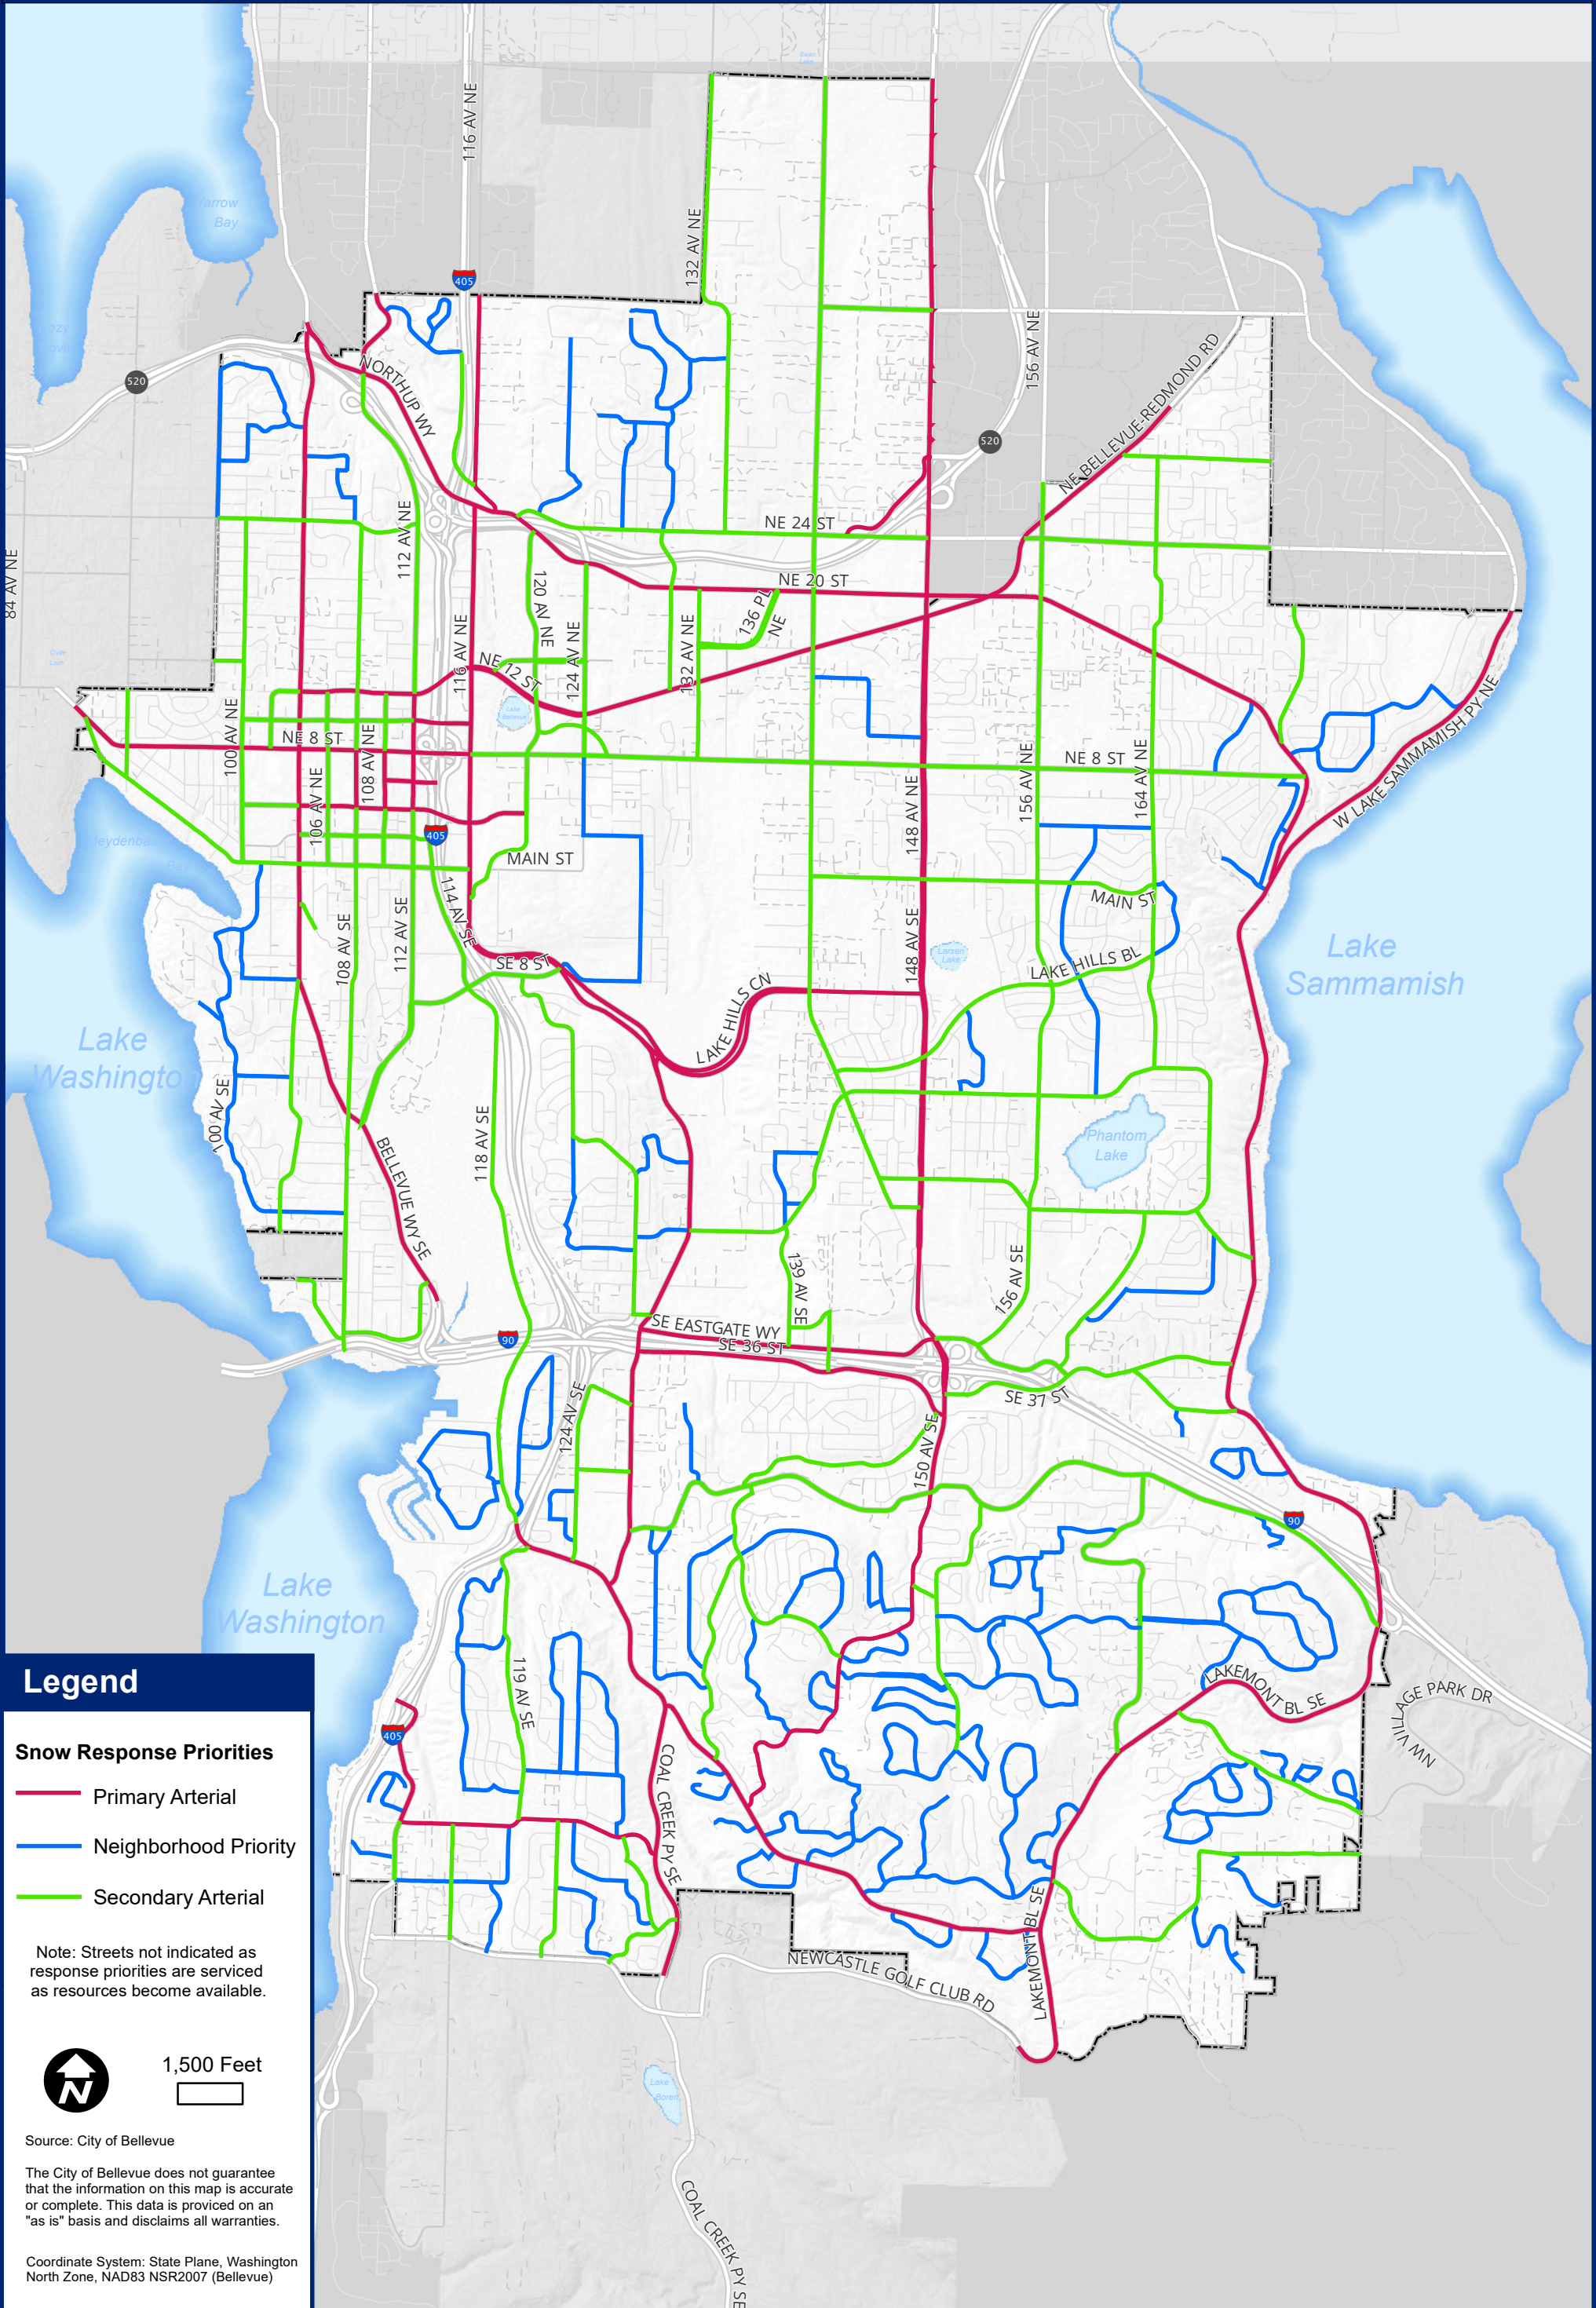 Swan
Lake
116 AV NE
Yarrow
Bay
132 AV NE
405
156 AV NE
520
NORTHUP WY
NE BELLEVUE-REDMOND RD
520
112 AV NE
NE 24 ST
84 AV NE
NE 20 ST
120 AV NE
136 PL
NE
124 AV NE
132 AV NE
116 AV NE
NE 12 ST
Lake
Bellevue
100 AV NE
NE 8 ST
108 AV NE
106 AV NE
NE 8 ST
156 AV NE
164 AV NE
148 AV NE
W LAKE SAMMAMISH PY NE
405
MAIN ST
114 AV SE
MAIN ST
108 AV SE
112 AV SE
148 AV SE
Larsen
Lake
LAKE HILLS BL
SE 8 ST
LAKE HILLS CN
Lake
Sammamish
Lake
Washington
100 AV SE
118 AV SE
BELLEVUE WY SE
Phantom
Lake
139 AV SE
156 AV SE
SE EASTGATE WY
SE 36 ST
90
SE 37 ST
124 AV SE
150 AV SE
90
Lake
Washington
119 AV SE
LAKEMONT BL SE
NW VILLAGE PARK DR
405
COAL CREEK PY SE
LAKEMONT BL SE
NEWCASTLE GOLF CLUB RD
Lake
Boren
COAL CREEK PY SE
Legend
Snow Response Priorities
Primary Arterial
Neighborhood Priority
Secondary Arterial
Note: Streets not indicated as
response priorities are serviced
as resources become available.
N
1,500 Feet
Source: City of Bellevue
The City of Bellevue does not guarantee
that the information on this map is accurate
or complete. This data is proviced on an
"as is" basis and disclaims all warranties.
Coordinate System: State Plane, Washington
North Zone, NAD83 NSR2007 (Bellevue)